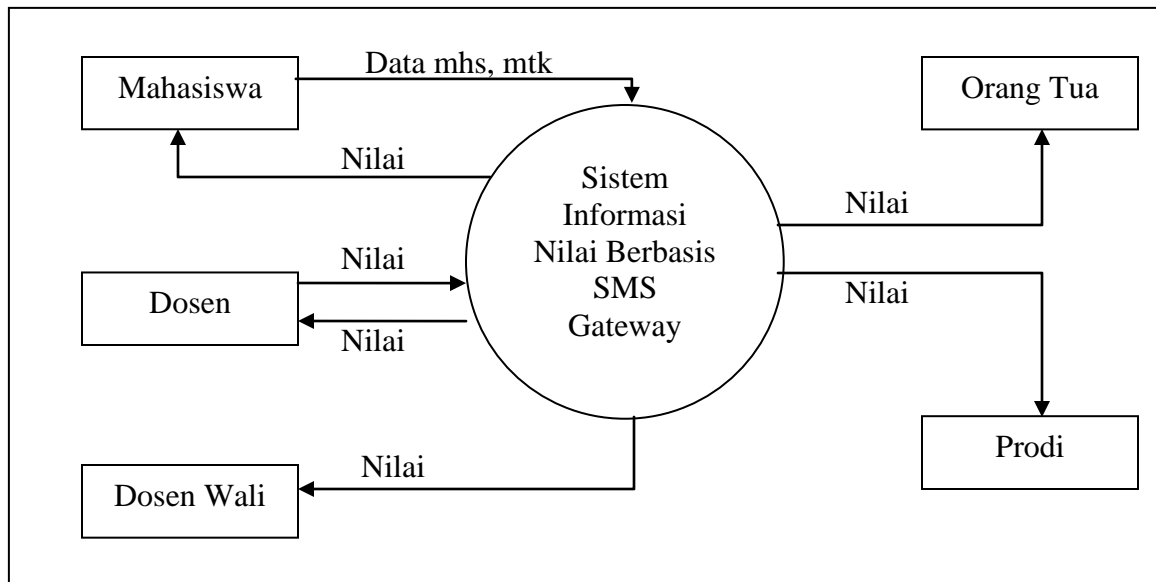 Data mhs, mtk
Mahasiswa
Orang Tua
Nilai
Sistem
Informasi
Nilai Berbasis
SMS
Gateway
Nilai
Nilai
Dosen
Nilai
Nilai
Prodi
Nilai
Dosen Wali